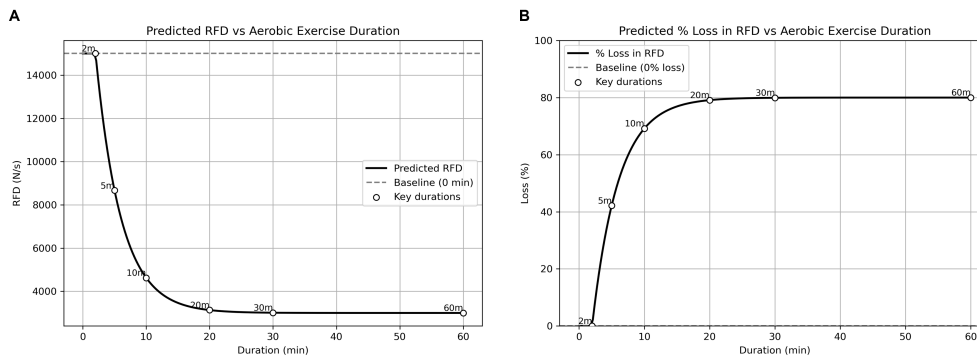 A
Predicted RFD vs Aerobic Exercise Duration
RFD (N/s)
14000
12000
10000
8000
6000
4000
2m
5m
10m
20m
30m
60m
Predicted RFD
Baseline (0 min)
Key durations
0
10
20
30
40
50
60
Duration (min)
B
Predicted % Loss in RFD vs Aerobic Exercise Duration
Loss (%)
100
80
60
40
20
0
% Loss in RFD
Baseline (0% loss)
Key durations
2m
5m
10m
20m
30m
60m
0
10
20
30
40
50
60
Duration (min)